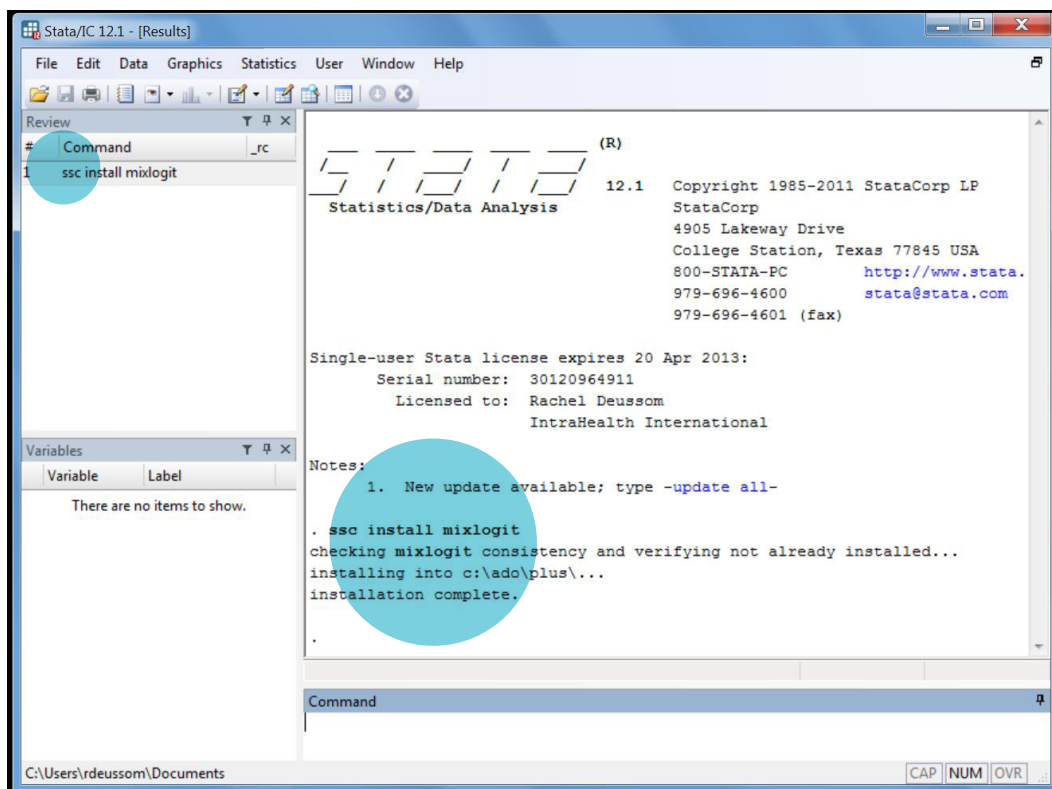 Stata/IC 12.1 - [Results]
File Edit Data Graphics Statistics User Window Help
Review
# Command _rc
1 ssc install mixlogit
Variables
Variable Label
There are no items to show.
(R)
Stata 12.1 Copyright 1985-2011 StataCorp LP
Statistics/Data Analysis StataCorp
4905 Lakeway Drive
College Station, Texas 77845 USA
800-STATA-PC http://www.stata.
979-696-4600 stata@stata.com
979-696-4601 (fax)
Single-user Stata license expires 20 Apr 2013:
Serial number: 30120964911
Licensed to: Rachel Deussom
IntraHealth International
Notes:
1. New update available; type -update all-
. ssc install mixlogit
checking mixlogit consistency and verifying not already installed...
installing into c:\ado\plus\...
installation complete.
.
Command
C:\Users\rdeussom\Documents
CAP NUM OVR